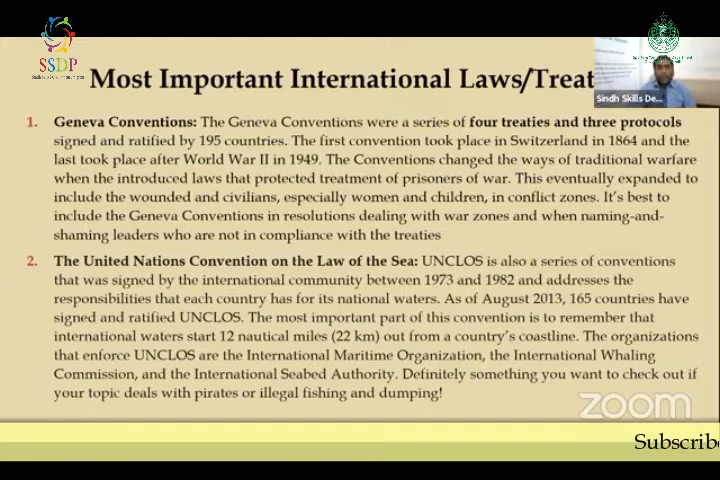 SSDP
Most Important International Laws/Treat
Sindh Skills De...
1. Geneva Conventions: The Geneva Conventions were a series of four treaties and three protocols
signed and ratified by 195 countries. The first convention took place in Switzerland in 1864 and the
last took place after World War II in 1949. The Conventions changed the ways of traditional warfare
when the introduced laws that protected treatment of prisoners of war. This eventually expanded to
include the wounded and civilians, especially women and children, in conflict zones. It's best to
include the Geneva Conventions in resolutions dealing with war zones and when naming-and-
shaming leaders who are not in compliance with the treaties
2. The United Nations Convention on the Law of the Sea: UNCLOS is also a series of conventions
that was signed by the international community between 1973 and 1982 and addresses the
responsibilities that each country has for its national waters. As of August 2013, 165 countries have
signed and ratified UNCLOS. The most important part of this convention is to remember that
international waters start 12 nautical miles (22 km) out from a country's coastline. The organizations
that enforce UNCLOS are the International Maritime Organization, the International Whaling
Commission, and the International Seabed Authority. Definitely something you want to check out if
your topic deals with pirates or illegal fishing and dumping!
zoom
Subscribe